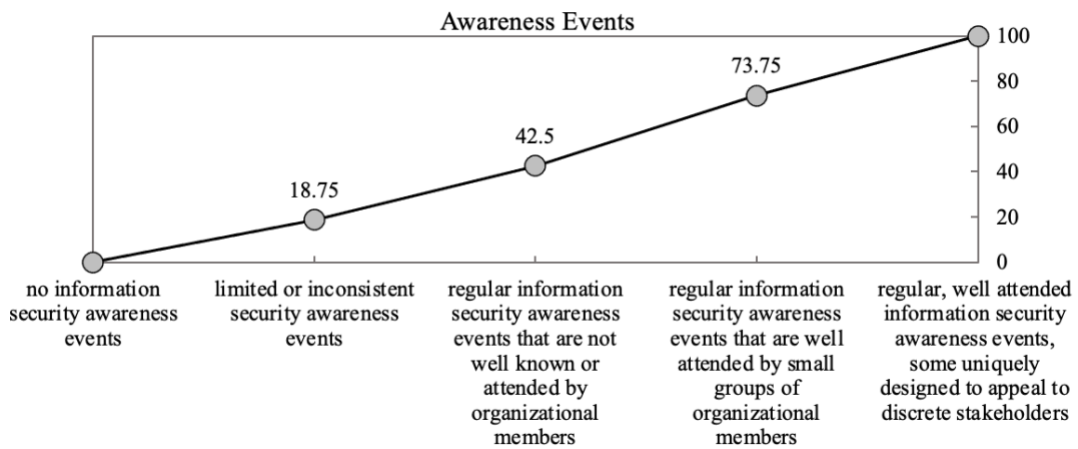 Awareness Events
100
73.75
80
60
42.5
40
18.75
20
0
no information
security awareness
events
limited or inconsistent
security awareness
events
regular information
security awareness
events that are not
well known or
attended by
organizational
members
regular information
security awareness
events that are well
attended by small
groups of
organizational
members
regular, well attended
information security
awareness events,
some uniquely
designed to appeal to
discrete stakeholders